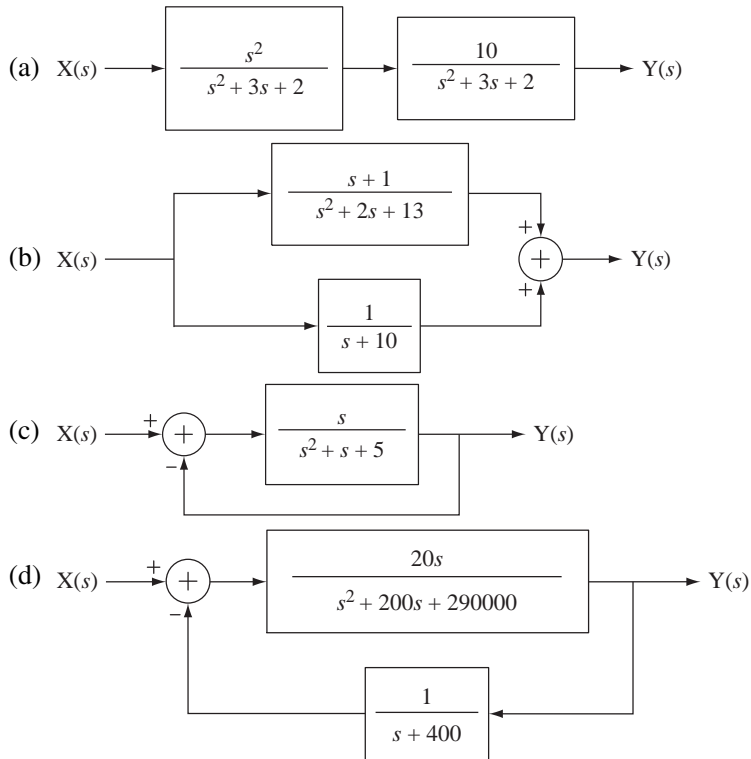 (a) X(s) s² / (s² + 3s + 2) 10 / (s² + 3s + 2) Y(s)
s + 1 / (s² + 2s + 13)
+
(b) X(s) + Y(s)
+
1 / (s + 10)
(c) X(s) + + s / (s² + s + 5) Y(s)
−
(d) X(s) + + 20s / (s² + 200s + 290000) Y(s)
−
1 / (s + 400)